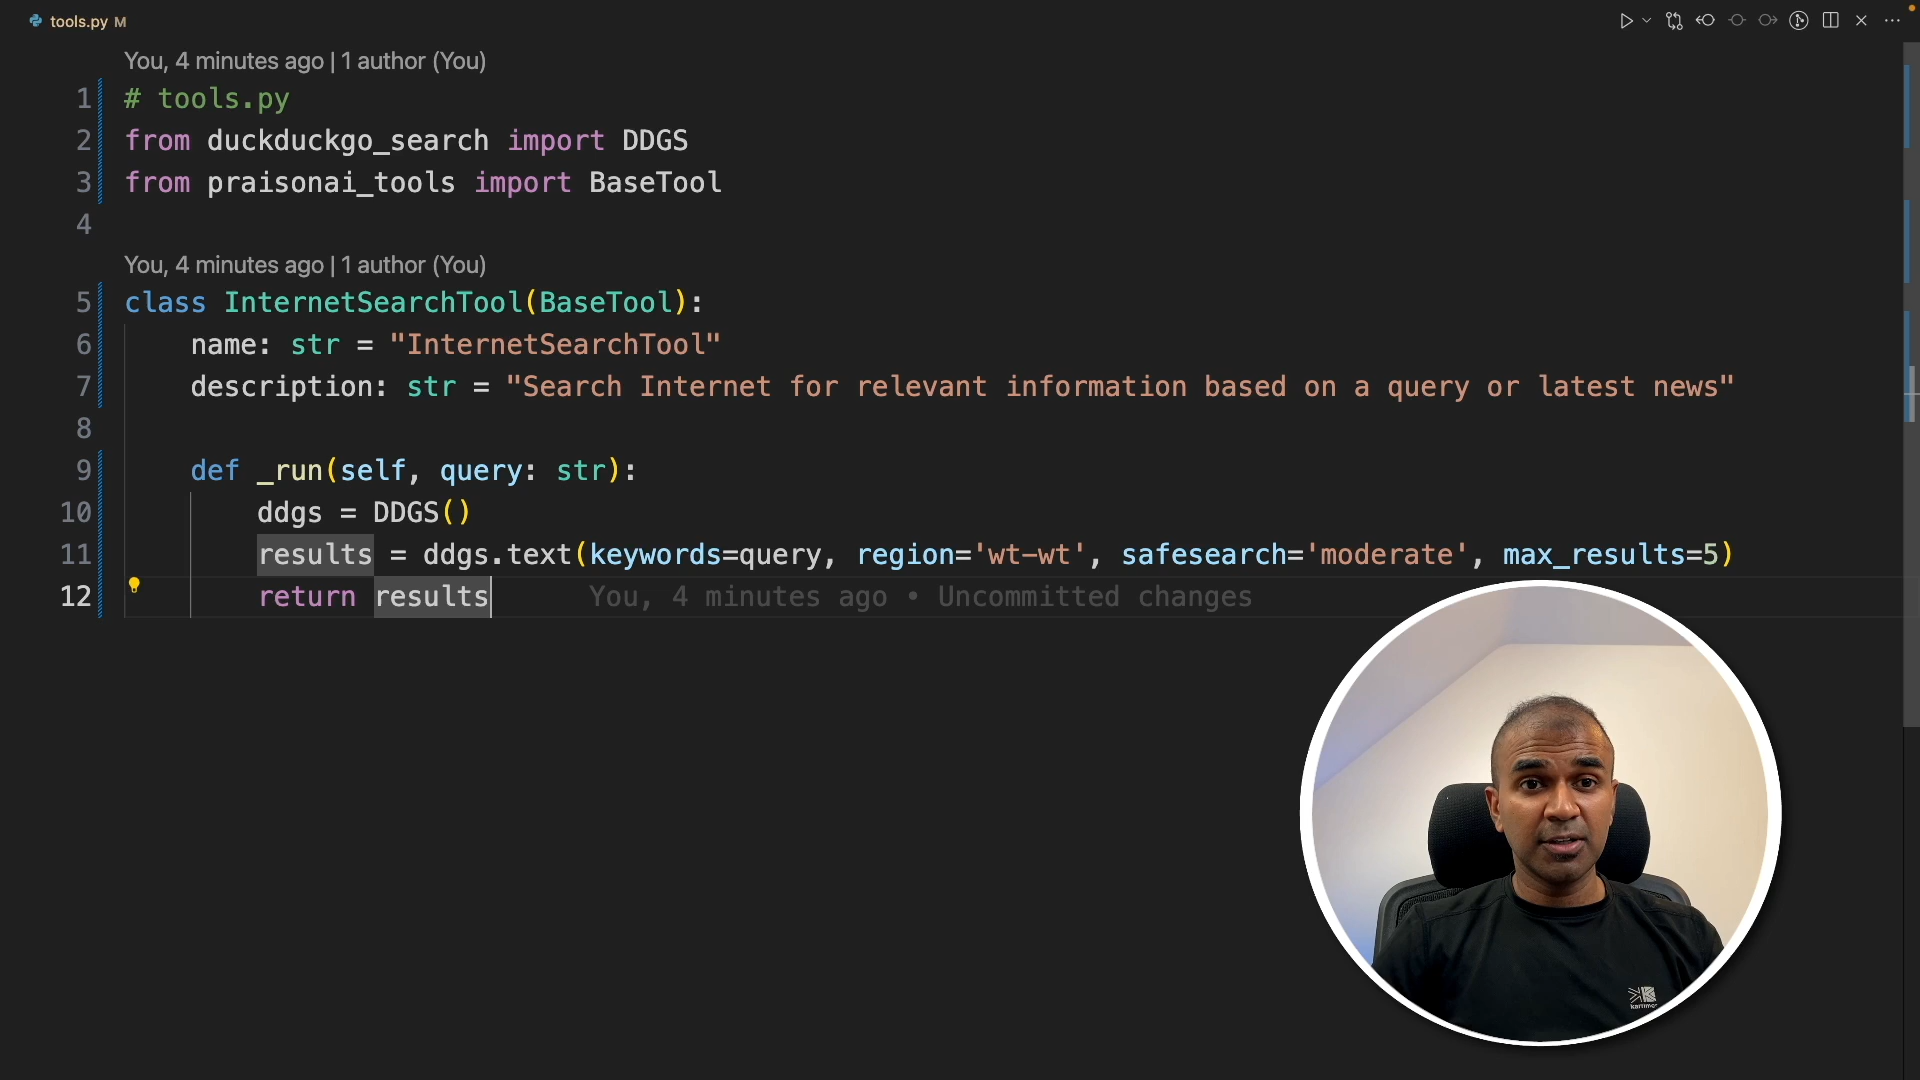 tools.py M
You, 4 minutes ago | 1 author (You)
1 # tools.py
2 from duckduckgo_search import DDGS
3 from praisonai_tools import BaseTool
4
You, 4 minutes ago | 1 author (You)
5 class InternetSearchTool(BaseTool):
6     name: str = "InternetSearchTool"
7     description: str = "Search Internet for relevant information based on a query or latest news"
8
9     def _run(self, query: str):
10         ddgs = DDGS()
11         results = ddgs.text(keywords=query, region='wt-wt', safesearch='moderate', max_results=5)
12         return results You, 4 minutes ago • Uncommitted changes